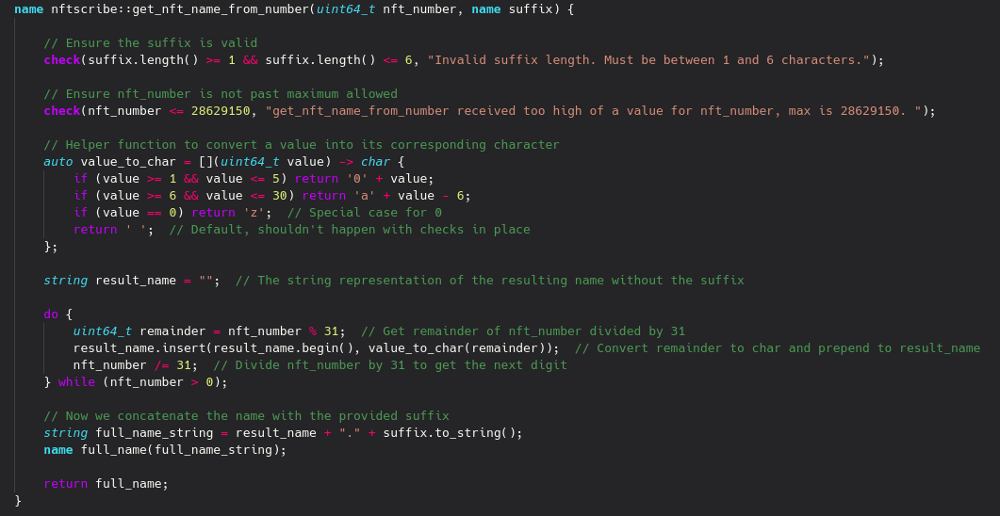 name nftscribe::get_nft_name_from_number(uint64_t nft_number, name suffix) {
// Ensure the suffix is valid
check(suffix.length() >= 1 && suffix.length() <= 6, "Invalid suffix length. Must be between 1 and 6 characters.");
// Ensure nft_number is not past maximum allowed
check(nft_number <= 28629150, "get_nft_name_from_number received too high of a value for nft_number, max is 28629150. ");
// Helper function to convert a value into its corresponding character
auto value_to_char = [](uint64_t value) -> char {
if (value >= 1 && value <= 5) return '0' + value;
if (value >= 6 && value <= 30) return 'a' + value - 6;
if (value == 0) return 'z';  // Special case for 0
return ' ';  // Default, shouldn't happen with checks in place
};
string result_name = "";  // The string representation of the resulting name without the suffix
do {
uint64_t remainder = nft_number % 31;  // Get remainder of nft_number divided by 31
result_name.insert(result_name.begin(), value_to_char(remainder));  // Convert remainder to char and prepend to result_name
nft_number /= 31;  // Divide nft_number by 31 to get the next digit
} while (nft_number > 0);
// Now we concatenate the name with the provided suffix
string full_name_string = result_name + "." + suffix.to_string();
name full_name(full_name_string);
return full_name;
}